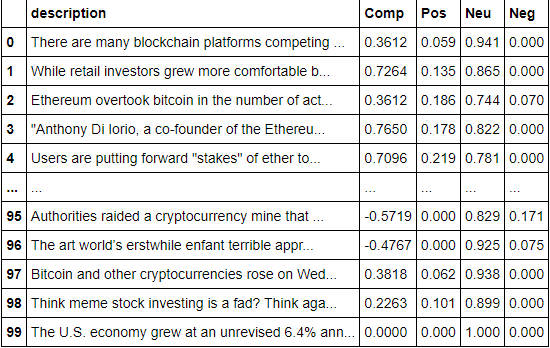 description Comp Pos Neu Neg
0 There are many blockchain platforms competing ... 0.3612 0.059 0.941 0.000
1 While retail investors grew more comfortable b... 0.7264 0.135 0.865 0.000
2 Ethereum overtook bitcoin in the number of act... 0.3612 0.186 0.744 0.070
3 "Anthony Di Iorio, a co-founder of the Ethereu... 0.7650 0.178 0.822 0.000
4 Users are putting forward "stakes" of ether to... 0.7096 0.219 0.781 0.000
... ... ... ... ... ...
95 Authorities raided a cryptocurrency mine that ... -0.5719 0.000 0.829 0.171
96 The art world's erstwhile enfant terrible appr... -0.4767 0.000 0.925 0.075
97 Bitcoin and other cryptocurrencies rose on Wed... 0.3818 0.062 0.938 0.000
98 Think meme stock investing is a fad? Think aga... 0.2263 0.101 0.899 0.000
99 The U.S. economy grew at an unrevised 6.4% ann... 0.0000 0.000 1.000 0.000